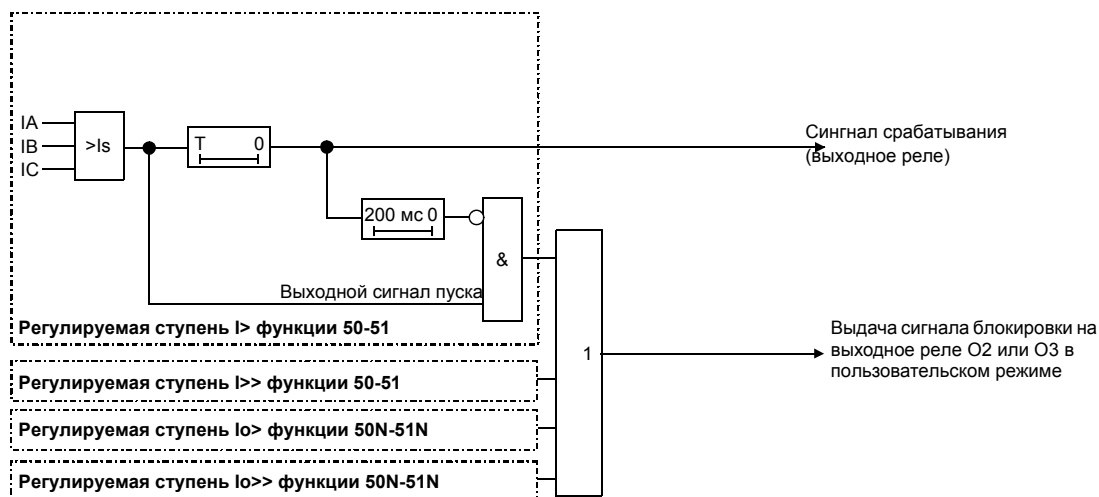 IA
IB
IC
>Is
T 0
Сингнал срабатывания
(выходное реле)
200 мс 0
&
Выходной сигнал пуска
Регулируемая ступень I> функции 50-51
1
Выдача сигнала блокировки на
выходное реле O2 или O3 в
пользовательском режиме
Регулируемая ступень I>> функции 50-51
Регулируемая ступень Io> функции 50N-51N
Регулируемая ступень Io>> функции 50N-51N